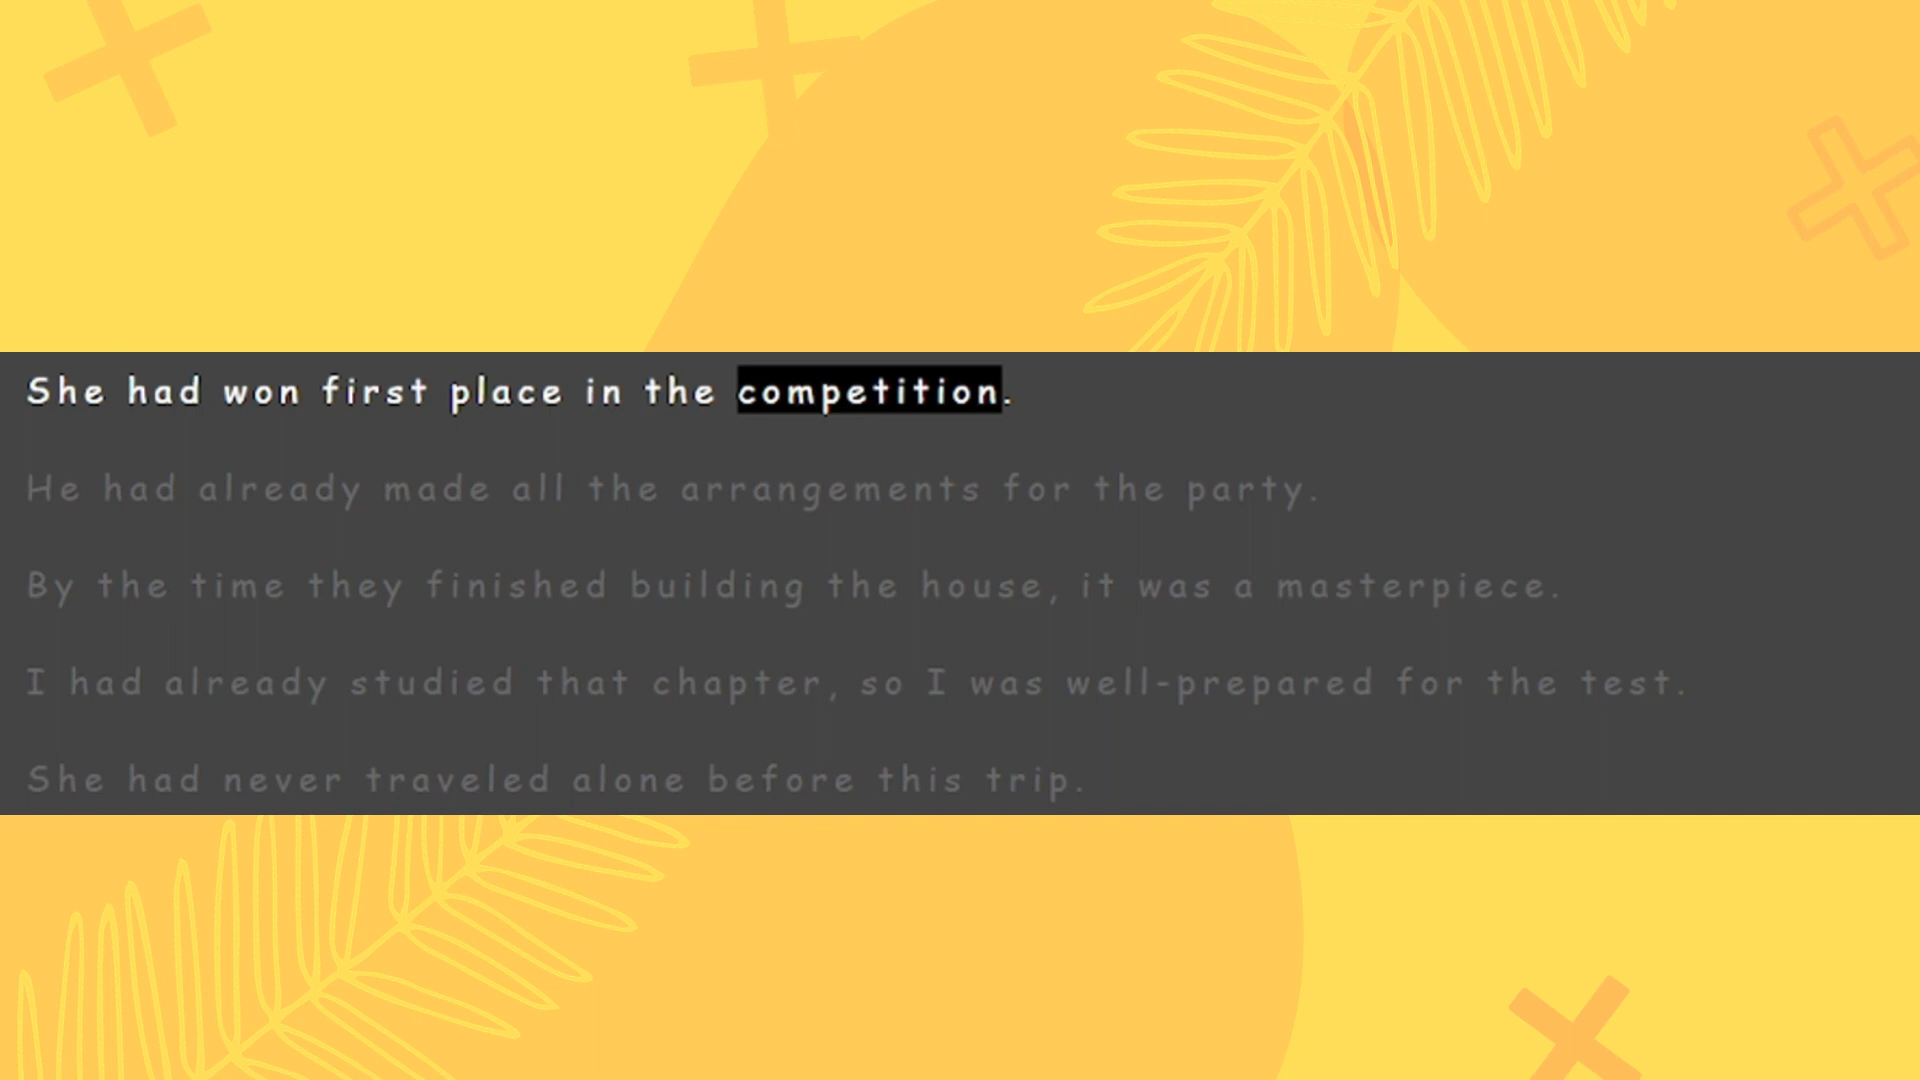 She had won first place in the competition.
He had already made all the arrangements for the party.
By the time they finished building the house, it was a masterpiece.
I had already studied that chapter, so I was well-prepared for the test.
She had never traveled alone before this trip.